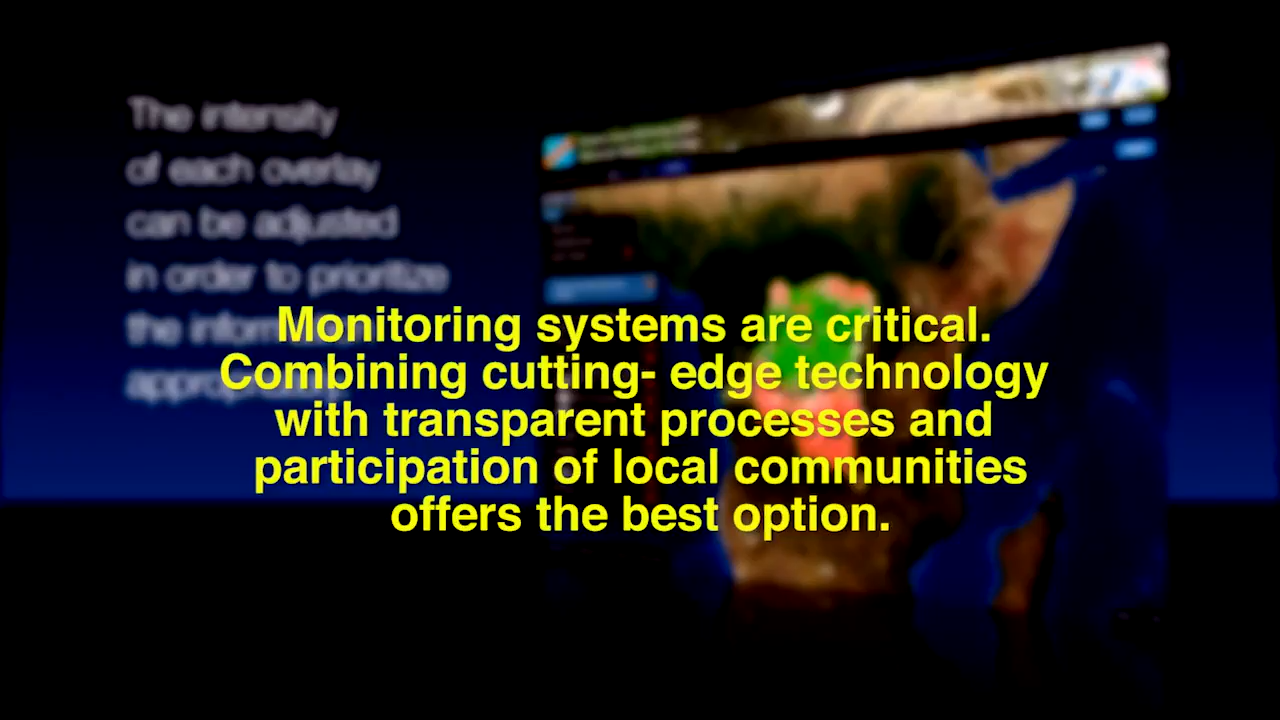 The intensity
of each overlay
can be adjusted
in order to prioritize
the
Monitoring systems are critical.
Combining cutting- edge technology
with transparent processes and
participation of local communities
offers the best option.